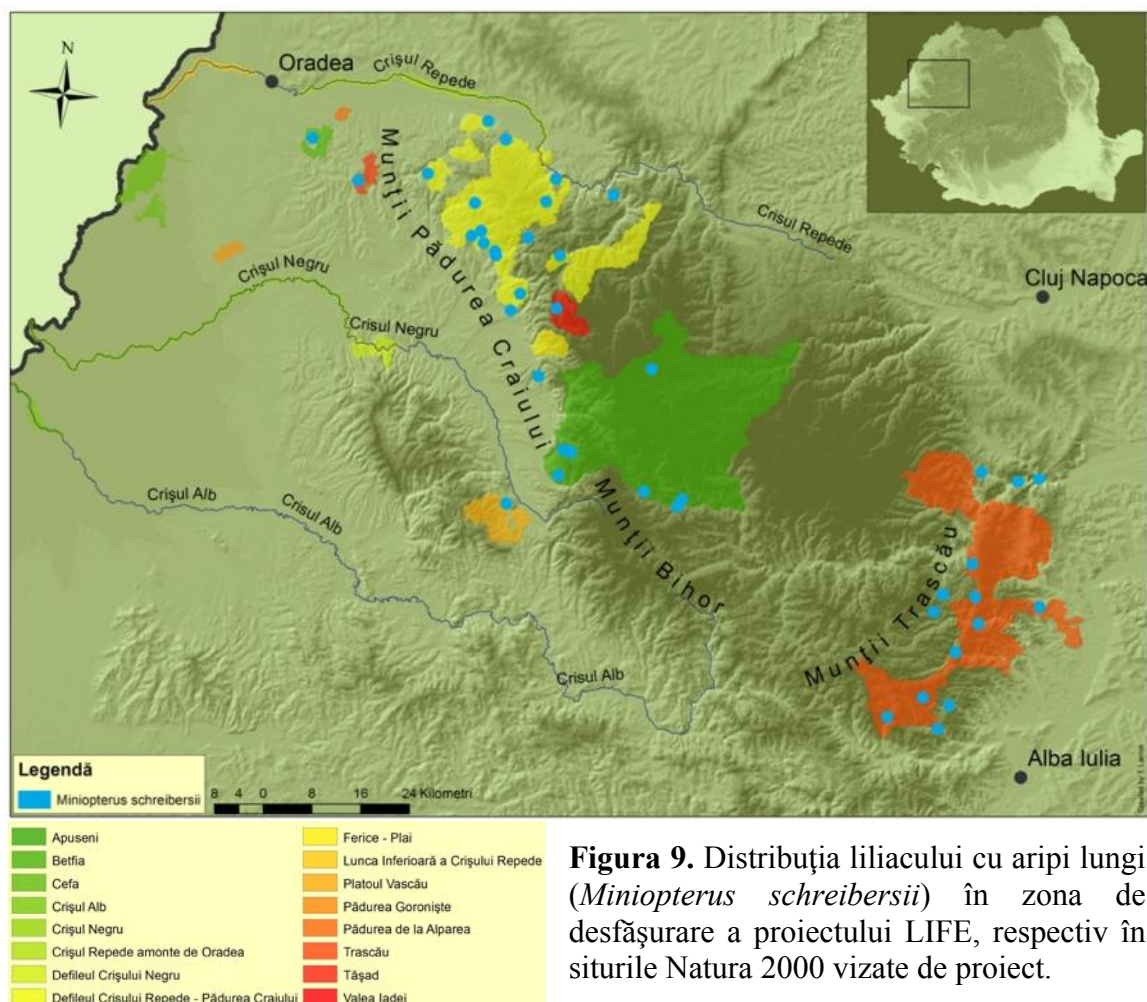 N
Oradea
Crişul Repede
Munţii Pădurea Craiului
Crisul Repede
Cluj Napoca
Crişul Negru
Crisul Negru
Crişul Alb
Crisul Alb
Munţii Bihor
Munţii Trascău
Crisul Alb
Alba Iulia
Legendă
Miniopterus schreibersii
8 4 0 8 16 24 Kilometri
Apuseni
Betfia
Cefa
Crişul Alb
Crişul Negru
Crişul Repede amonte de Oradea
Defileul Crişului Negru
Defileul Crisului Repede - Pădurea Craiului
Ferice - Plai
Lunca Inferioară a Crişului Repede
Platoul Vascău
Pădurea Goronişte
Pădurea de la Alparea
Trascău
Tăşad
Valea Iadei
Figura 9. Distribuţia liliacului cu aripi lungi
(Miniopterus schreibersii) în zona de
desfăşurare a proiectului LIFE, respectiv în
siturile Natura 2000 vizate de proiect.